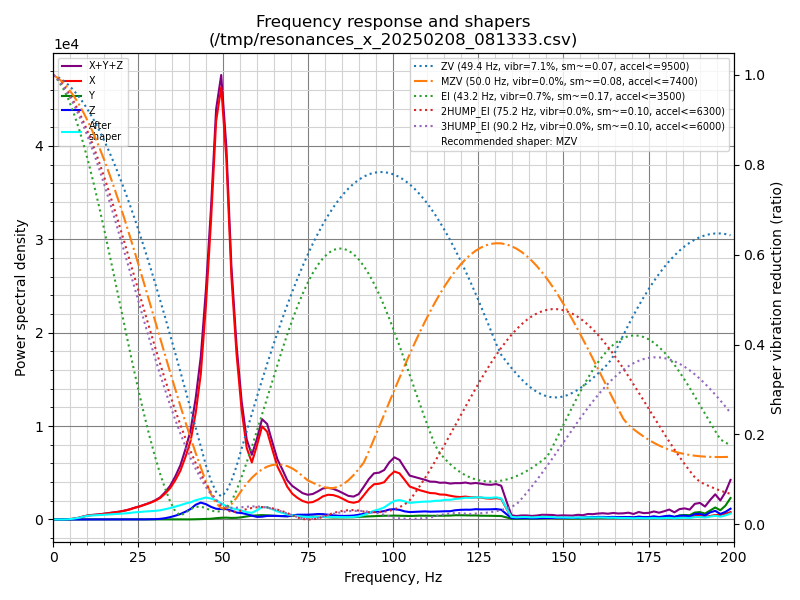 Frequency response and shapers
(/tmp/resonances_x_20250208_081333.csv)
1e4
X+Y+Z
X
Y
Z
After
shaper
ZV (49.4 Hz, vibr=7.1%, sm~=0.07, accel<=9500)
MZV (50.0 Hz, vibr=0.0%, sm~=0.08, accel<=7400)
EI (43.2 Hz, vibr=0.7%, sm~=0.17, accel<=3500)
2HUMP_EI (75.2 Hz, vibr=0.0%, sm~=0.10, accel<=6300)
3HUMP_EI (90.2 Hz, vibr=0.0%, sm~=0.10, accel<=6000)
Recommended shaper: MZV
Power spectral density
4
3
2
1
0
1.0
0.8
0.6
0.4
0.2
0.0
Shaper vibration reduction (ratio)
0 25 50 75 100 125 150 175 200
Frequency, Hz